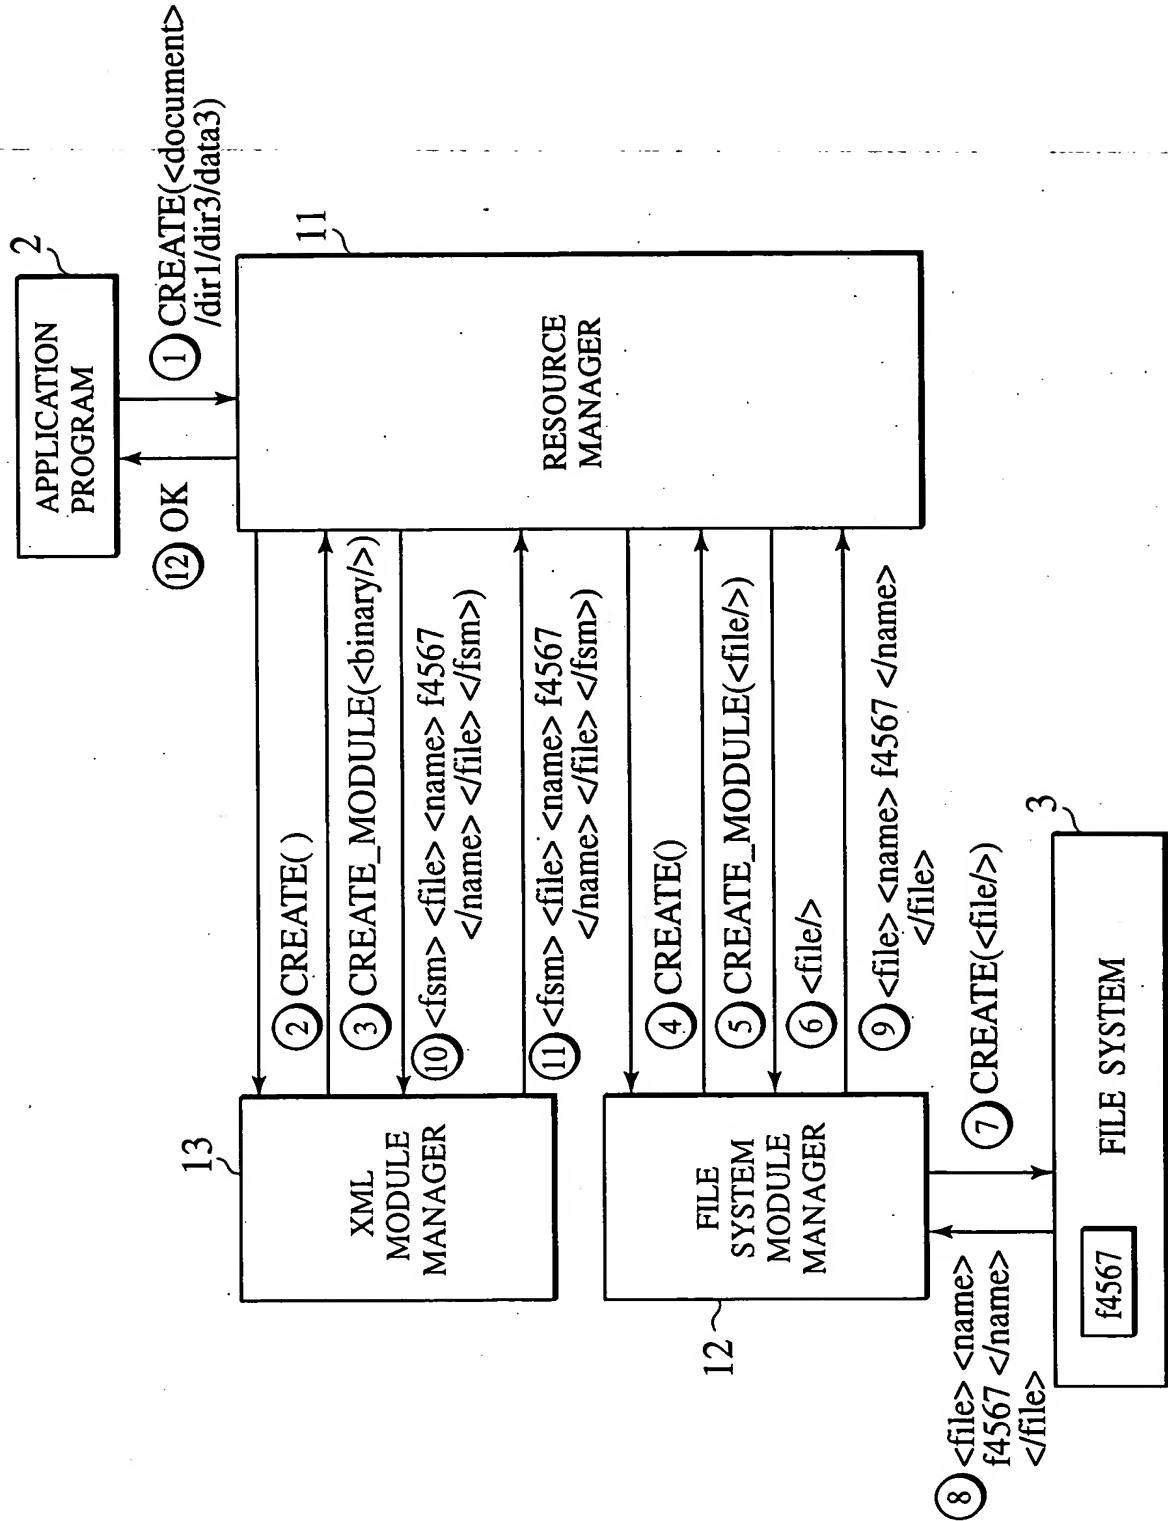 2
APPLICATION
PROGRAM
① CREATE(<document>
/dir1/dir3/data3)
⑫ OK
11
RESOURCE
MANAGER
② CREATE( )
③ CREATE_MODULE(<binary/>)
⑩ <fsm> <file> <name> f4567
</name> </file> </fsm>)
⑪ <fsm> <file> <name> f4567
</name> </file> </fsm>)
④ CREATE()
⑤ CREATE_MODULE(<file/>)
⑥ <file/>
⑨ <file> <name> f4567 </name>
</file>
13
XML
MODULE
MANAGER
FILE
SYSTEM
MODULE
MANAGER
12
⑦ CREATE(<file/>)
⑧ <file> <name>
f4567 </name>
</file>
3
FILE SYSTEM
f4567